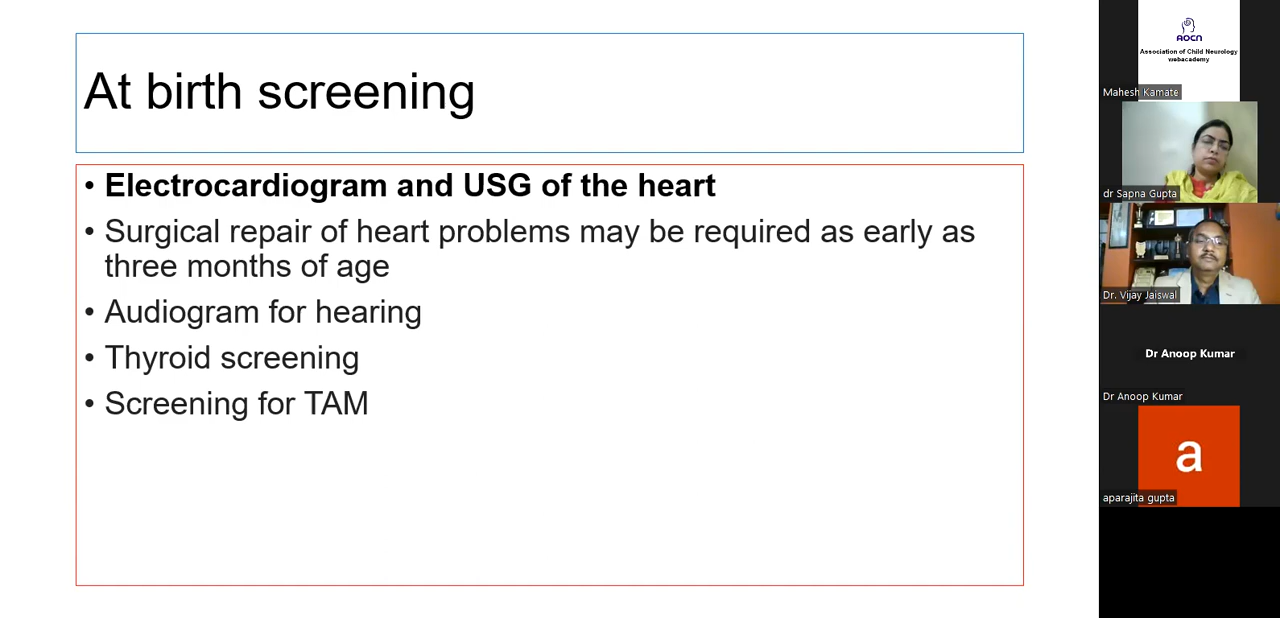 At birth screening
• Electrocardiogram and USG of the heart
• Surgical repair of heart problems may be required as early as
three months of age
• Audiogram for hearing
• Thyroid screening
• Screening for TAM
AOCN
Association of Child Neurology
webacademy
Mahesh Kamate
dr Sapna Gupta
Dr. Vijay Jaiswal
Dr Anoop Kumar
Dr Anoop Kumar
a
aparajita gupta